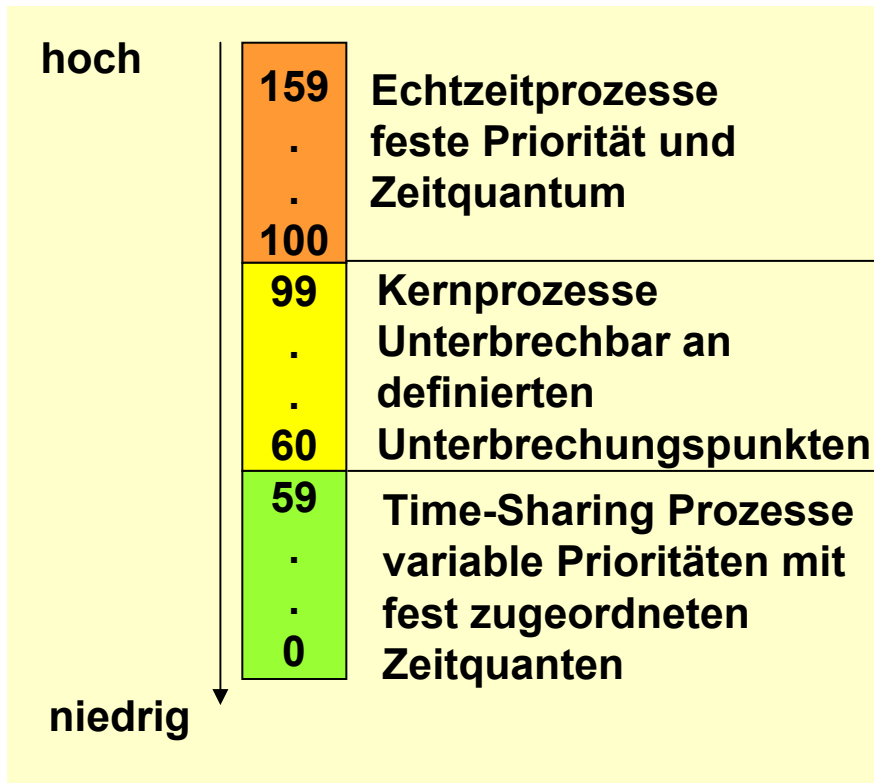 hoch
159
.
.
100
Echtzeitprozesse
feste Priorität und
Zeitquantum
99
.
.
60
Kernprozesse
Unterbrechbar an
definierten
Unterbrechungspunkten
59
.
.
0
Time-Sharing Prozesse
variable Prioritäten mit
fest zugeordneten
Zeitquanten
niedrig